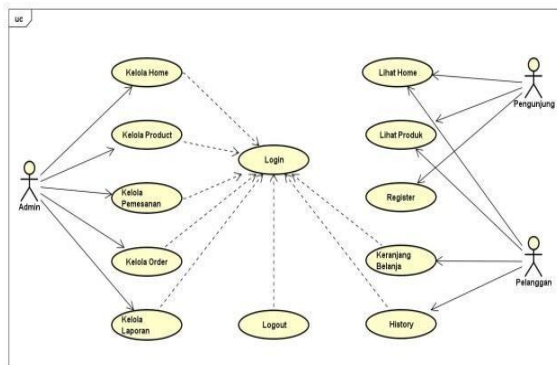 uc
Kelola Home
Lihat Home
Pengunjung
Kelola Product
Lihat Produk
Login
Admin
Kelola
Pemesanan
Register
Kelola Order
Keranjang
Belanja
Pelanggan
Kelola
Laporan
Logout
History